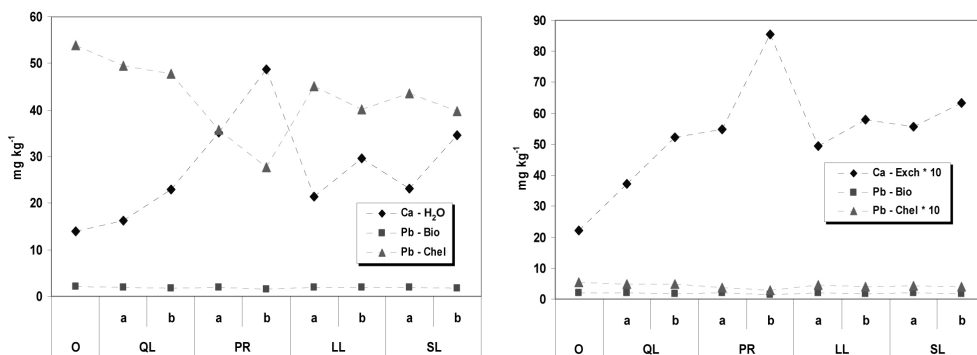 60
50
40
30
20
10
0
mg kg-1
Ca - H2O
Pb - Bio
Pb - Chel
a b a b a b a b
O QL PR LL SL
90
80
70
60
50
40
30
20
10
0
mg kg-1
Ca - Exch * 10
Pb - Bio
Pb - Chel * 10
a b a b a b a b
O QL PR LL SL